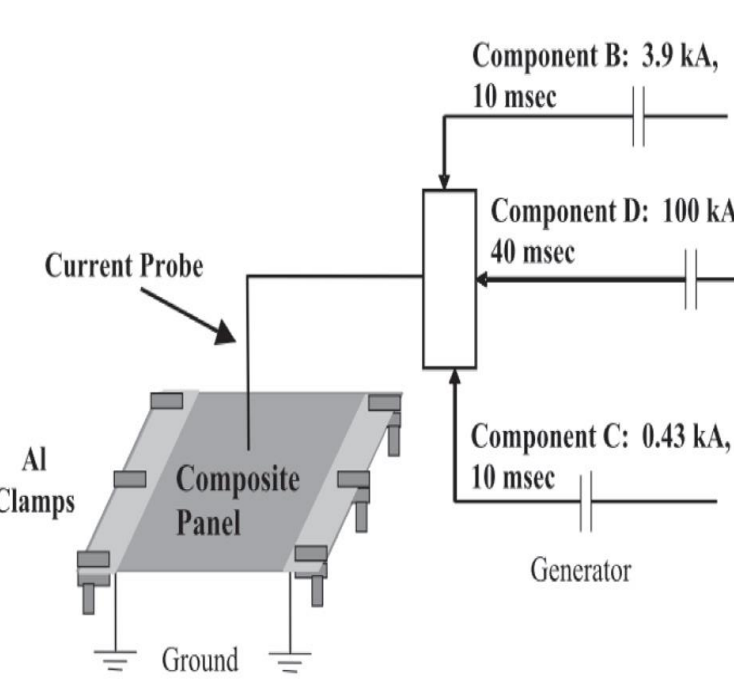 Component B: 3.9 kA,
10 msec
Component D: 100 kA
40 msec
Current Probe
Component C: 0.43 kA,
10 msec
Al
Clamps
Composite
Panel
Generator
Ground